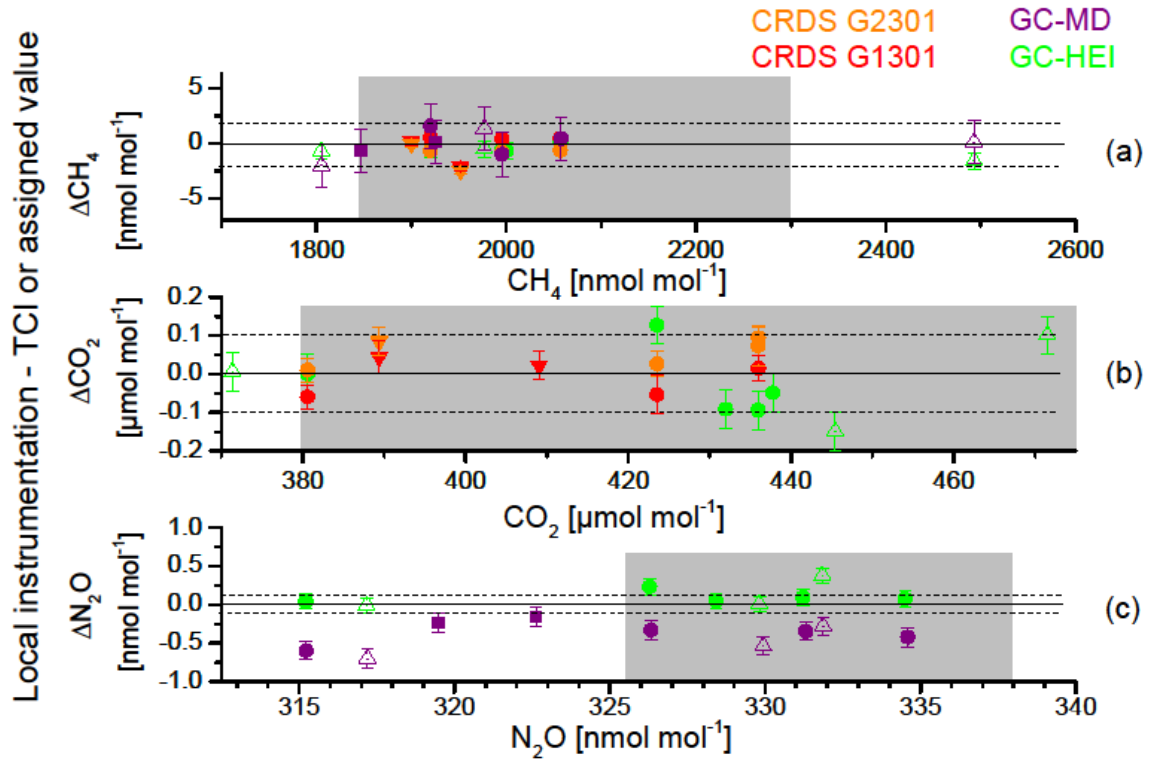 CRDS G2301 GC-MD
CRDS G1301 GC-HEI
Local instrumentation - TCI or assigned value
ΔCH₄
[nmol mol⁻¹]
5
0
-5
(a)
1800 2000 2200 2400 2600
CH₄ [nmol mol⁻¹]
ΔCO₂
[µmol mol⁻¹]
0.2
0.1
0.0
-0.1
-0.2
(b)
380 400 420 440 460
CO₂ [µmol mol⁻¹]
ΔN₂O
[nmol mol⁻¹]
1.0
0.5
0.0
-0.5
-1.0
(c)
315 320 325 330 335 340
N₂O [nmol mol⁻¹]